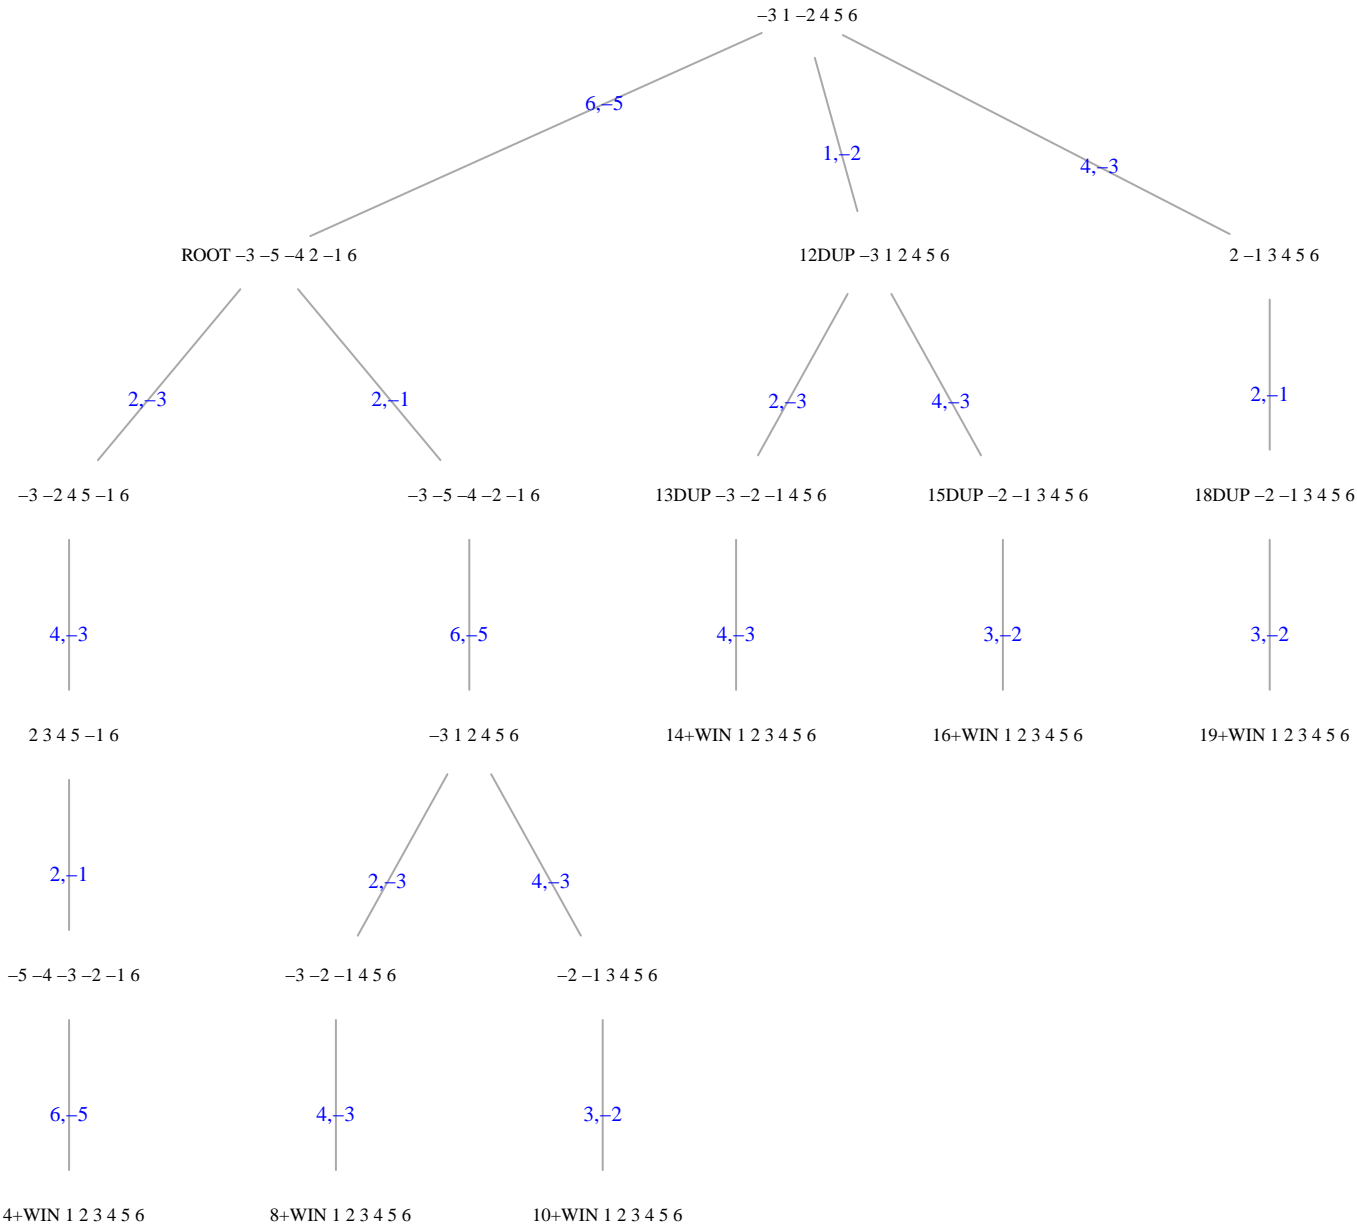 –3 1 –2 4 5 6
6,–5
1,–2
4,–3
ROOT –3 –5 –4 2 –1 6
12DUP –3 1 2 4 5 6
2 –1 3 4 5 6
2,–3
2,–1
2,–3
4,–3
2,–1
–3 –2 4 5 –1 6
–3 –5 –4 –2 –1 6
13DUP –3 –2 –1 4 5 6
15DUP –2 –1 3 4 5 6
18DUP –2 –1 3 4 5 6
4,–3
6,–5
4,–3
3,–2
3,–2
2 3 4 5 –1 6
–3 1 2 4 5 6
14+WIN 1 2 3 4 5 6
16+WIN 1 2 3 4 5 6
19+WIN 1 2 3 4 5 6
2,–1
2,–3
4,–3
–5 –4 –3 –2 –1 6
–3 –2 –1 4 5 6
–2 –1 3 4 5 6
6,–5
4,–3
3,–2
4+WIN 1 2 3 4 5 6
8+WIN 1 2 3 4 5 6
10+WIN 1 2 3 4 5 6